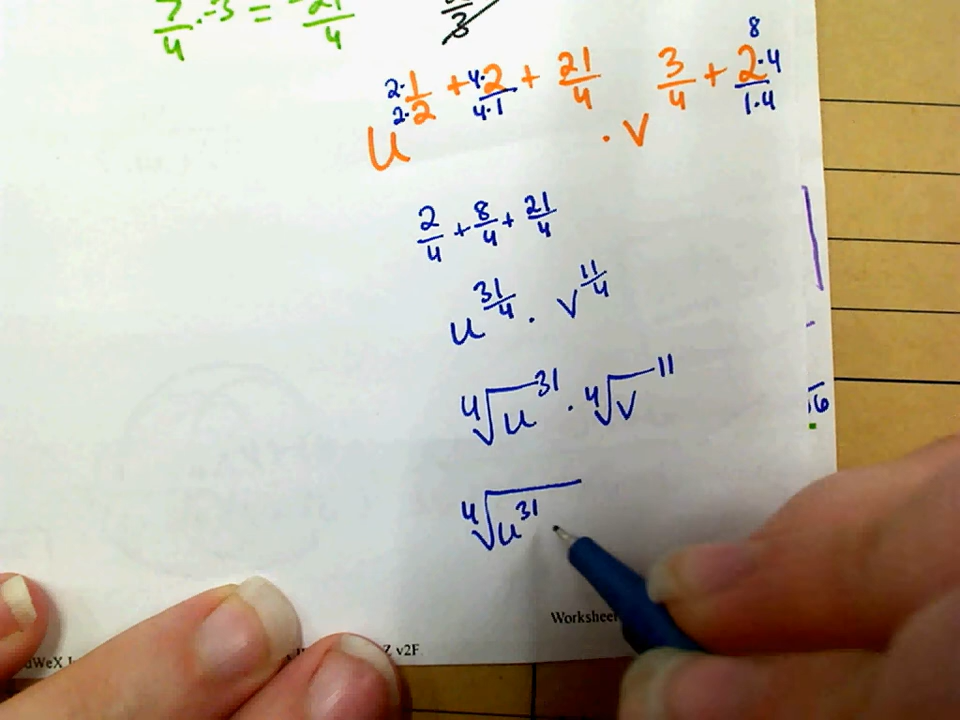 7/4 · 3 = 21/4
u^(2·1/2·2 + 4·2/4·1 + 21/4) · v^(3/4 + 2·4/1·4) 8
2/4 + 8/4 + 21/4
u^(31/4) · v^(11/4)
⁴√u^31 · ⁴√v^11
⁴√u^31
Z v2F